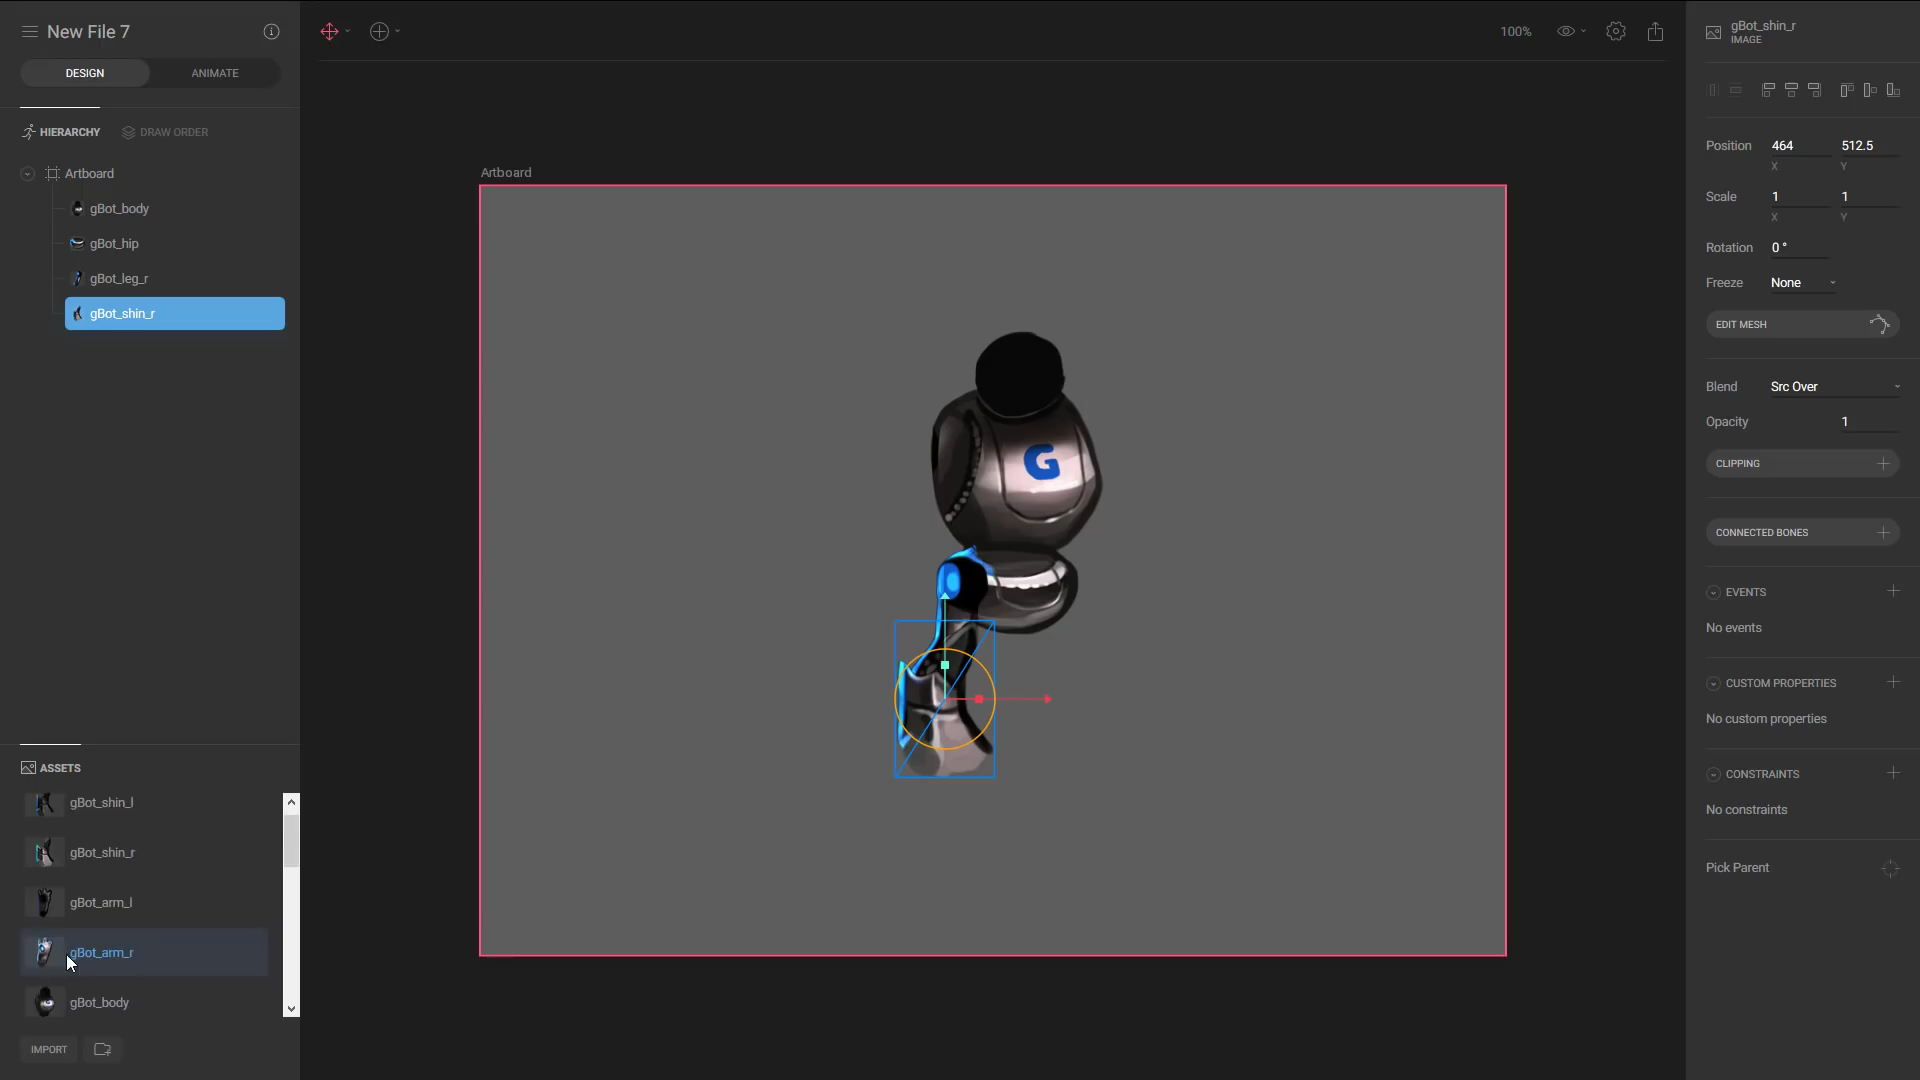 New File 7
DESIGN
ANIMATE
HIERARCHY
DRAW ORDER
Artboard
gBot_body
gBot_hip
gBot_leg_r
gBot_shin_r
ASSETS
gBot_shin_l
gBot_shin_r
gBot_arm_l
gBot_arm_r
gBot_body
IMPORT
100%
Artboard
G
gBot_shin_r
IMAGE
Position 464 512.5
X Y
Scale 1 1
X Y
Rotation 0°
Freeze None
EDIT MESH
Blend Src Over
Opacity 1
CLIPPING
CONNECTED BONES
EVENTS
No events
CUSTOM PROPERTIES
No custom properties
CONSTRAINTS
No constraints
Pick Parent